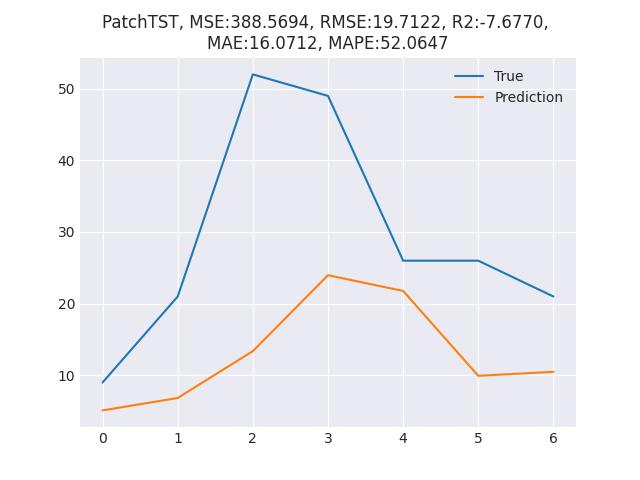 PatchTST, MSE:388.5694, RMSE:19.7122, R2:-7.6770,
MAE:16.0712, MAPE:52.0647
True
Prediction
50
40
30
20
10
0 1 2 3 4 5 6